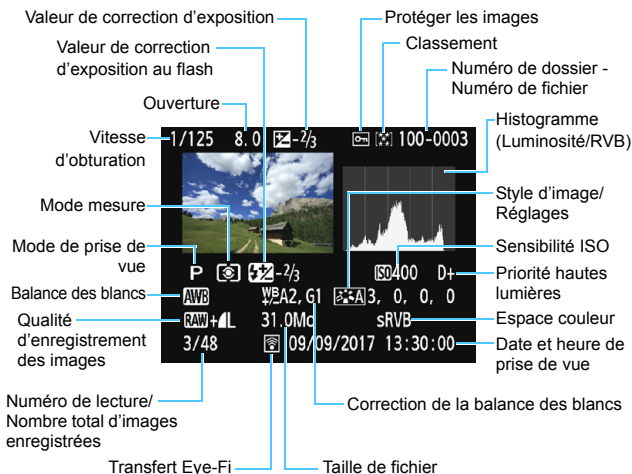 Valeur de correction d'exposition
Protéger les images
Valeur de correction
d'exposition au flash
Classement
Numéro de dossier -
Numéro de fichier
Ouverture
Histogramme
(Luminosité/RVB)
Vitesse
d'obturation
1/125 8.0 -2/3 100-0003
Style d'image/
Réglages
Mode mesure
Mode de prise de
vue
Sensibilité ISO
P -2/3 ISO400 D+
Priorité hautes
lumières
Balance des blancs
AWB WB A2, G1 A 3, 0, 0, 0
Qualité
d'enregistrement
des images
RAW+L 31.0Mo sRVB
Espace couleur
3/48 09/09/2017 13:30:00
Date et heure de
prise de vue
Numéro de lecture/
Nombre total d'images
enregistrées
Correction de la balance des blancs
Transfert Eye-Fi
Taille de fichier